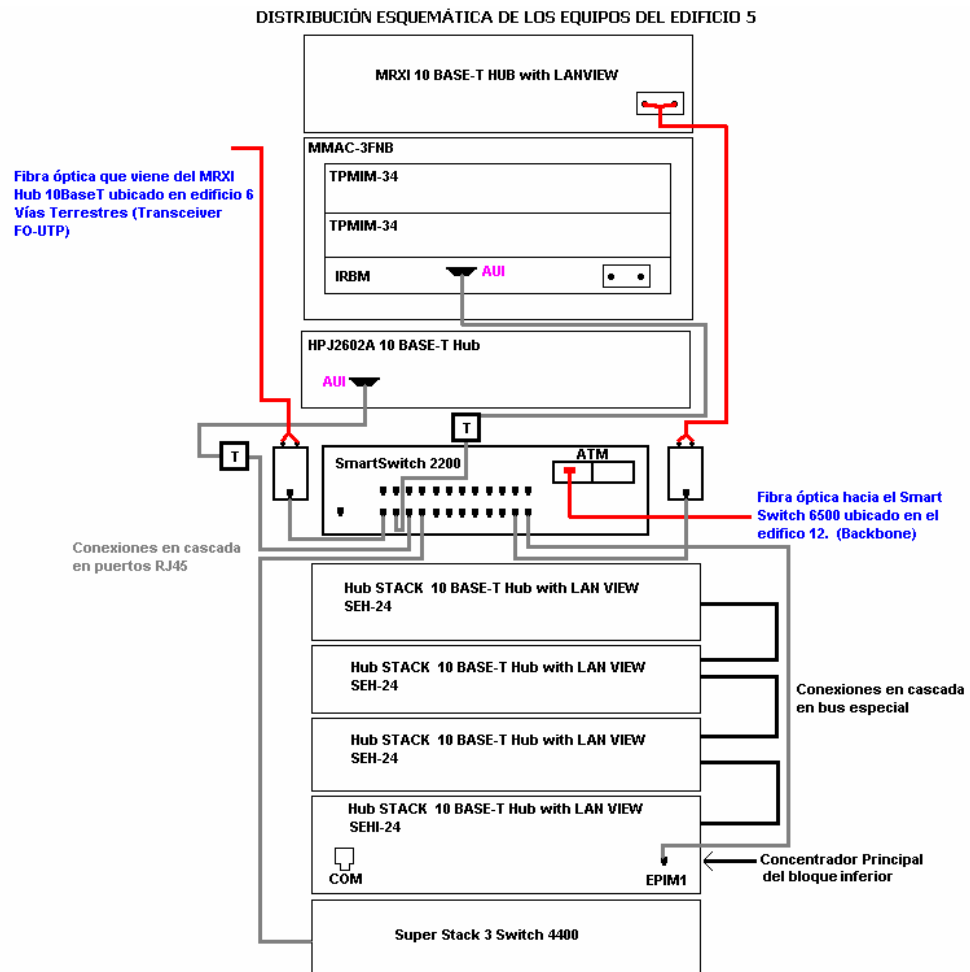 DISTRIBUCIÓN ESQUEMÁTICA DE LOS EQUIPOS DEL EDIFICIO 5
MRXI 10 BASE-T HUB with LANVIEW
MMAC-3FNB
TPMIM-34
TPMIM-34
IRBM
AUI
Fibra óptica que viene del MRXI
Hub 10BaseT ubicado en edificio 6
Vías Terrestres (Transceiver
FO-UTP)
HPJ2602A 10 BASE-T Hub
AUI
T
T
SmartSwitch 2200
ATM
Fibra óptica hacia el Smart
Switch 6500 ubicado en el
edifico 12. (Backbone)
Conexiones en cascada
en puertos RJ45
Hub STACK 10 BASE-T Hub with LAN VIEW
SEH-24
Hub STACK 10 BASE-T Hub with LAN VIEW
SEH-24
Hub STACK 10 BASE-T Hub with LAN VIEW
SEH-24
Hub STACK 10 BASE-T Hub with LAN VIEW
SEHI-24
COM
EPIM1
Conexiones en cascada
en bus especial
Concentrador Principal
del bloque inferior
Super Stack 3 Switch 4400